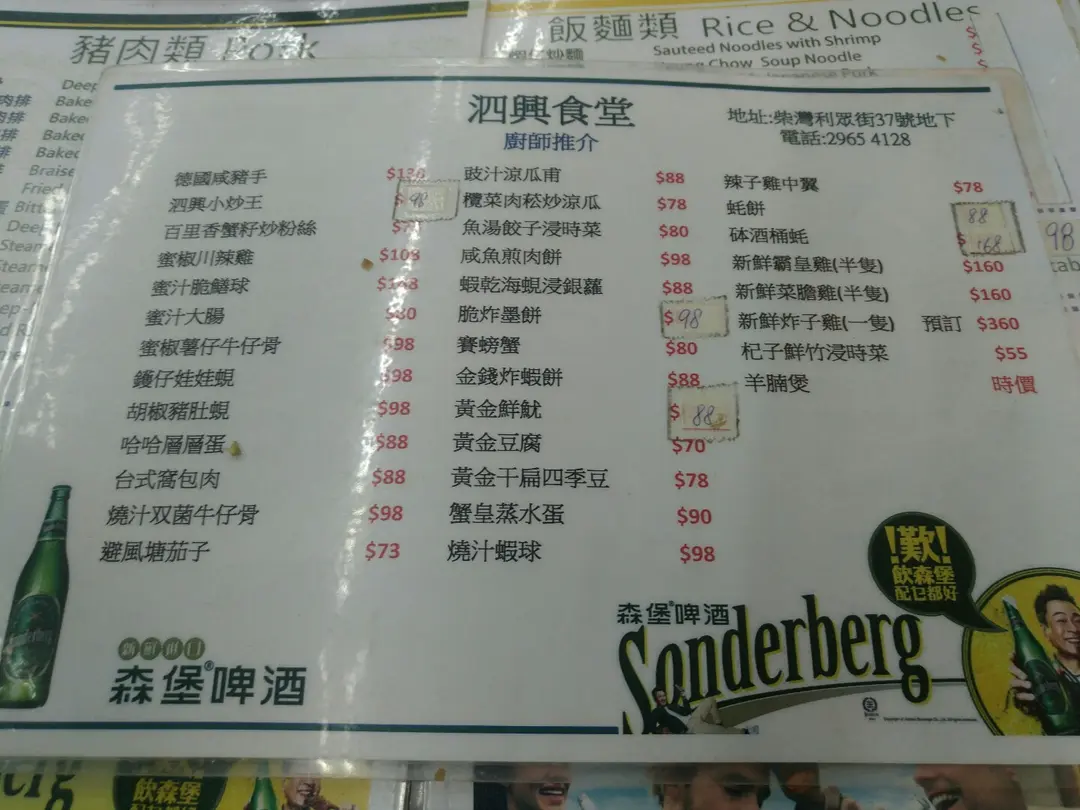 豬肉類 Pork
飯麵類 Rice & Noodles
Sauteed Noodles with Shrimp
Chow Soup Noodle
泗興食堂
廚師推介
地址:柴灣利眾街37號地下
電話:2965 4128
德國咸豬手
泗興小炒王 98
百里香蟹籽炒粉絲
蜜椒川辣雞 $108
蜜汁脆鱔球
蜜汁大腸
蜜椒薯仔牛仔骨 $98
鑊仔娃娃蜆 $98
胡椒豬肚蜆 $98
哈哈層層蛋 $88
台式窩包肉 $88
燒汁双菌牛仔骨 $98
避風塘茄子 $73
豉汁涼瓜甫 $88
欖菜肉菘炒涼瓜 $78
魚湯餃子浸時菜 $80
咸魚煎肉餅 $98
蝦乾海蜆浸銀蘿 $88
脆炸墨餅 $98
賽螃蟹 $80
金錢炸蝦餅 $88
黃金鮮魷 $88
黃金豆腐 $70
黃金干扁四季豆 $78
蟹皇蒸水蛋 $90
燒汁蝦球 $98
辣子雞中翼 $78
蚝餅 88
砵酒桶蚝 $168
新鮮霸皇雞(半隻) $160
新鮮菜膽雞(半隻) $160
新鮮炸子雞(一隻) 預訂 $360
杞子鮮竹浸時菜 $55
羊腩煲 時價
98
!歎!
飲森堡
配乜都好
森堡啤酒
Sonderberg
森堡®啤酒
飲森堡